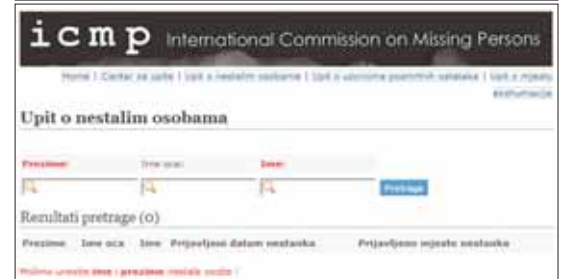 icmp International Commission on Missing Persons
Home | Centar za upite | Upit o nestalim osobama | Upit o uzorcima posmrtnih ostataka | Upit o mjestu
ekshumacije
Upit o nestalim osobama
Prezime: Ime oca: Ime:
Pretraga
Rezultati pretrage (0)
Prezime Ime oca Ime Prijavljeni datum nestanka Prijavljeno mjesto nestanka
Molimo unesite ime i prezime nestale osobe !